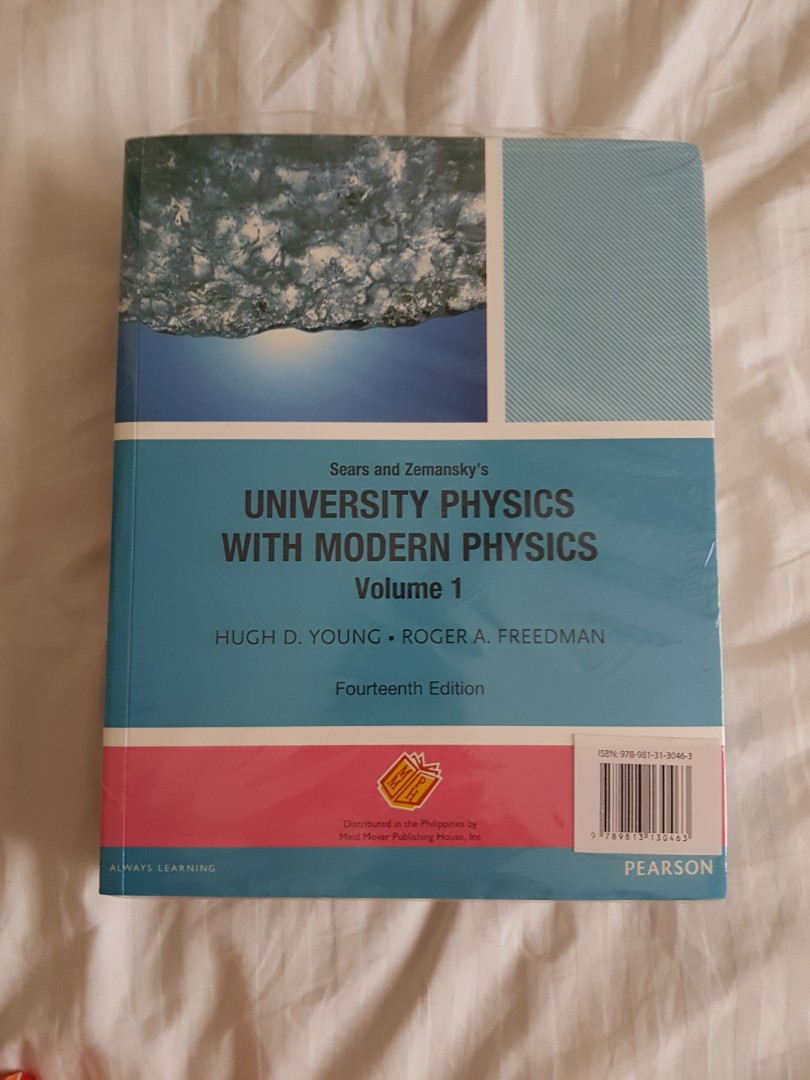 Sears and Zemansky's
UNIVERSITY PHYSICS
WITH MODERN PHYSICS
Volume 1
HUGH D. YOUNG • ROGER A. FREEDMAN
Fourteenth Edition
ISBN: 978-981-31-3046-3
9 789813 130463
M M P H
Distributed in the Philippines by
Mind Mover Publishing House, Inc
ALWAYS LEARNING
PEARSON